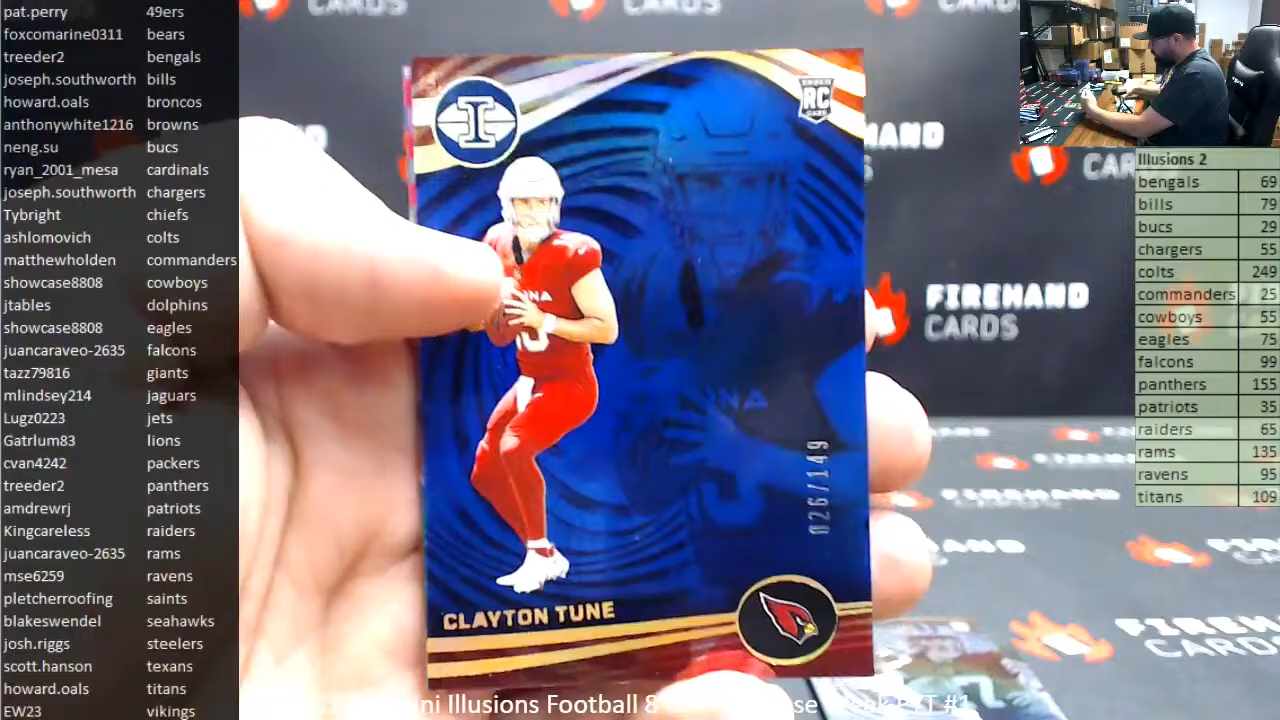 pat.perry 49ers
foxcomarine0311 bears
treeder2 bengals
joseph.southworth bills
howard.oals broncos
anthonywhite1216 browns
neng.su bucs
ryan_2001_mesa cardinals
joseph.southworth chargers
Tybright chiefs
ashlomovich colts
matthewholden commanders
showcase8808 cowboys
jtables dolphins
showcase8808 eagles
juancaraveo-2635 falcons
tazz79816 giants
mlindsey214 jaguars
Lugz0223 jets
Gatrlum83 lions
cvan4242 packers
treeder2 panthers
amdrewrj patriots
Kingcareless raiders
juancaraveo-2635 rams
mse6259 ravens
pletcherroofing saints
blakeswendel seahawks
josh.riggs steelers
scott.hanson texans
howard.oals titans
EW23 vikings
CARDS
I
RC
026/149
CLAYTON TUNE
FIREHAND
CARDS
Illusions 2
bengals 69
bills 79
bucs 29
chargers 55
colts 249
commanders 25
cowboys 55
eagles 75
falcons 99
panthers 155
patriots 35
raiders 65
rams 135
ravens 95
titans 109
Illusions Football 8
#1